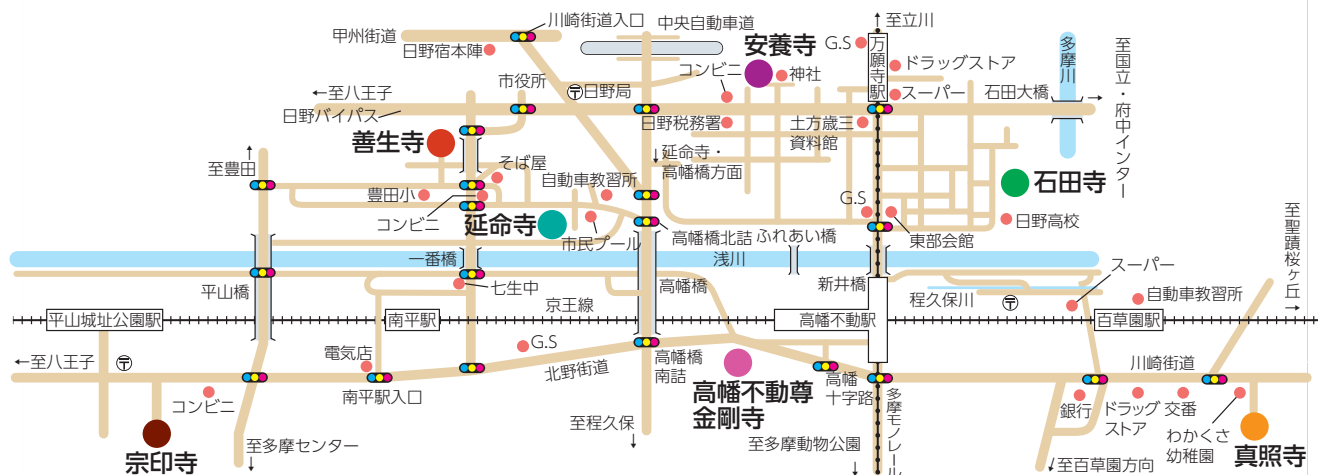 川崎街道入口
中央自動車道
↑至立川
甲州街道
日野宿本陣
安養寺
G.S
万願寺駅
多摩川
至国立・府中インター
市役所
〒日野局
コンビニ
神社
ドラッグストア
スーパー
石田大橋
←至八王子
日野バイパス
日野税務署
土方歳三
資料館
善生寺
至豊田
そば屋
↓延命寺・
高幡橋方面
豊田小
自動車教習所
石田寺
コンビニ
延命寺
市民プール
高幡橋北詰
ふれあい橋
G.S
東部会館
日野高校
至聖蹟桜ヶ丘
一番橋
浅川
平山橋
七生中
高幡橋
新井橋
程久保川
〒
スーパー
自動車教習所
京王線
平山城址公園駅
南平駅
高幡不動駅
百草園駅
←至八王子
〒
電気店
G.S
北野街道
高幡橋
南詰
川崎街道
コンビニ
南平駅入口
高幡不動尊
金剛寺
高幡
十字路
多摩モノレール
銀行
ドラッグ
ストア
交番
わかくさ
幼稚園
宗印寺
至多摩センター
至程久保
至多摩動物公園
至百草園方向
真照寺